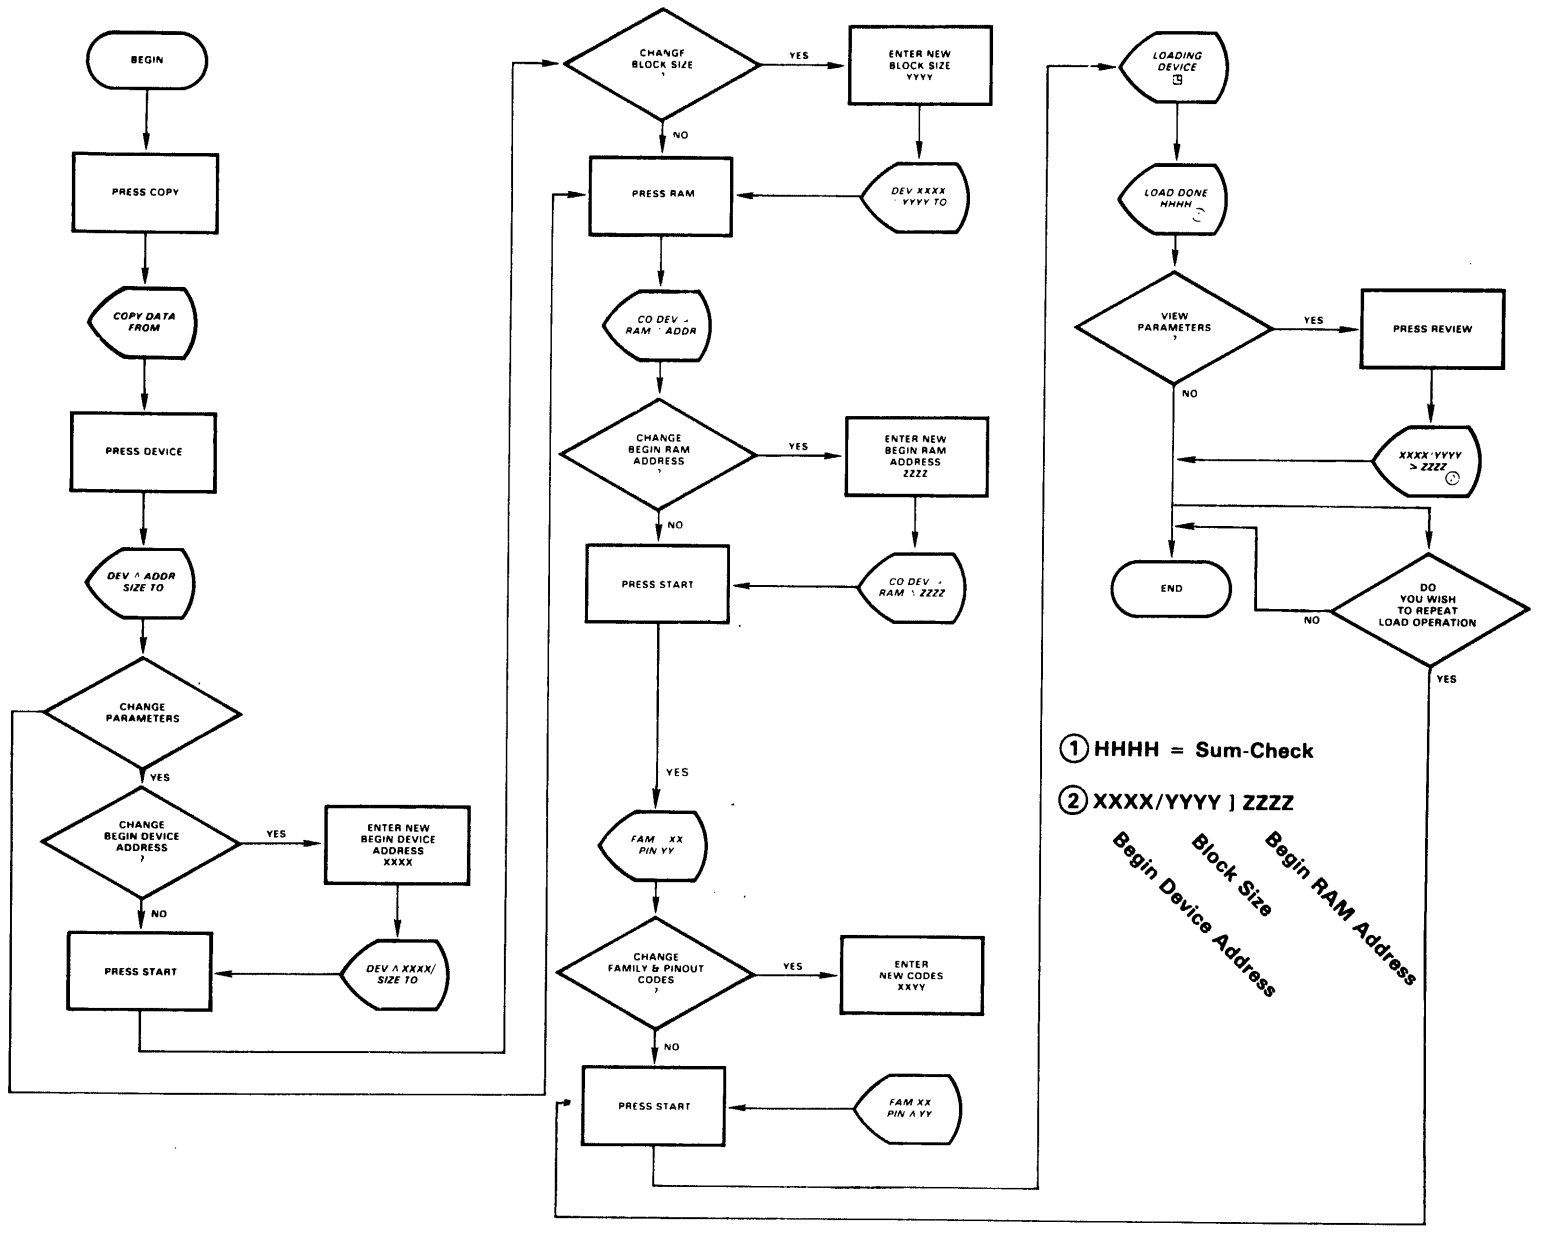 BEGIN
PRESS COPY
COPY DATA
FROM
PRESS DEVICE
DEV ^ ADDR
SIZE TO
CHANGE
PARAMETERS
YES
CHANGE
BEGIN DEVICE
ADDRESS
?
YES
ENTER NEW
BEGIN DEVICE
ADDRESS
XXXX
NO
PRESS START
DEV ^ XXXX/
SIZE TO
CHANGE
BLOCK SIZE
?
YES
ENTER NEW
BLOCK SIZE
YYYY
NO
PRESS RAM
DEV XXXX
YYYY TO
CO DEV
RAM ADDR
CHANGE
BEGIN RAM
ADDRESS
?
YES
ENTER NEW
BEGIN RAM
ADDRESS
ZZZZ
NO
PRESS START
CO DEV
RAM ZZZZ
YES
FAM XX
PIN YY
CHANGE
FAMILY & PINOUT
CODES
?
YES
ENTER
NEW CODES
XXYY
NO
PRESS START
FAM XX
PIN ^ YY
LOADING
DEVICE
LOAD DONE
HHHH
VIEW
PARAMETERS
?
YES
PRESS REVIEW
NO
XXXX/YYYY
> ZZZZ ②
END
DO
YOU WISH
TO REPEAT
LOAD OPERATION
NO
YES
① HHHH = Sum-Check
② XXXX/YYYY ] ZZZZ
Begin Device Address
Block Size
Begin RAM Address